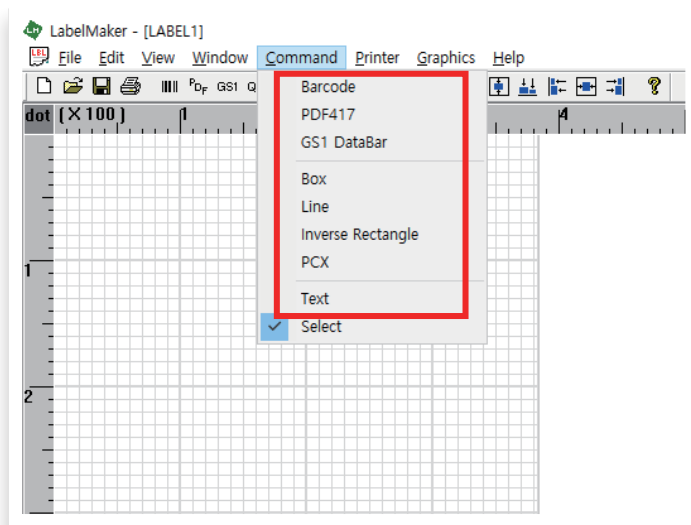 LabelMaker - [LABEL1]
File Edit View Window Command Printer Graphics Help
PDF GS1 Q
dot (X100) 1 4
Barcode
PDF417
GS1 DataBar
Box
Line
Inverse Rectangle
PCX
Text
Select
1
2